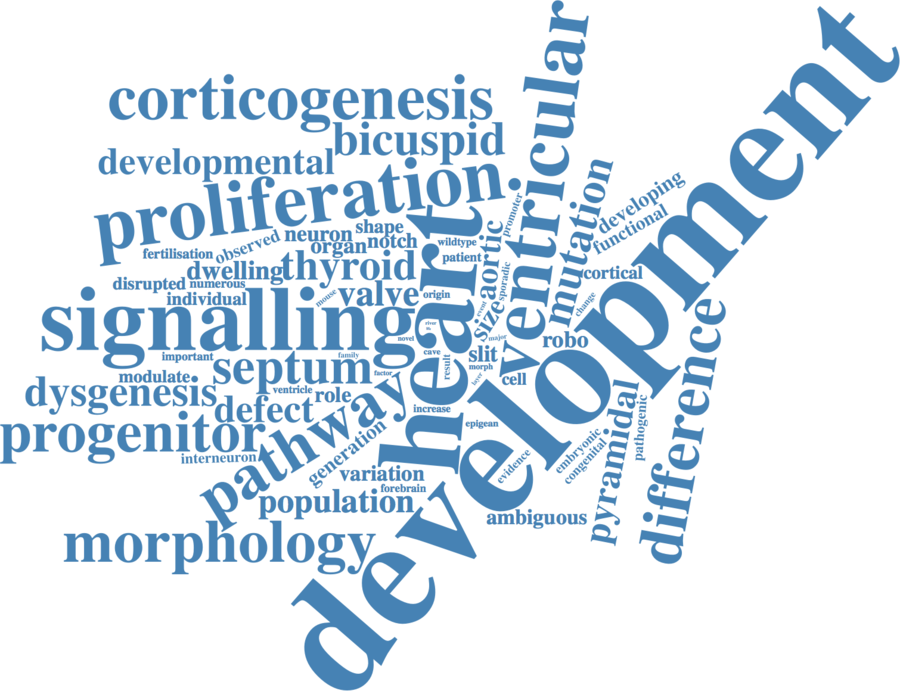 corticogenesis
bicuspid
developmental
proliferation
ventricular
development
heart
mutation
developing
functional
promoter
aortic
shape
neuron
organ
notch
observed
fertilisation
wildtype
patient
dwelling
thyroid
sporadic
cortical
disrupted
numerous
individual
mouse
valve
origin
event
size
change
signalling
novel
major
robo
important
septum
family
factor
cave
result
slit
morph
layer
cell
difference
modulate
dysgenesis
ventricle
role
defect
pathway
increase
epigean
progenitor
interneuron
generation
variation
forebrain
population
evidence
embryonic
congenital
pyramidal
pathogenic
ambiguous
morphology